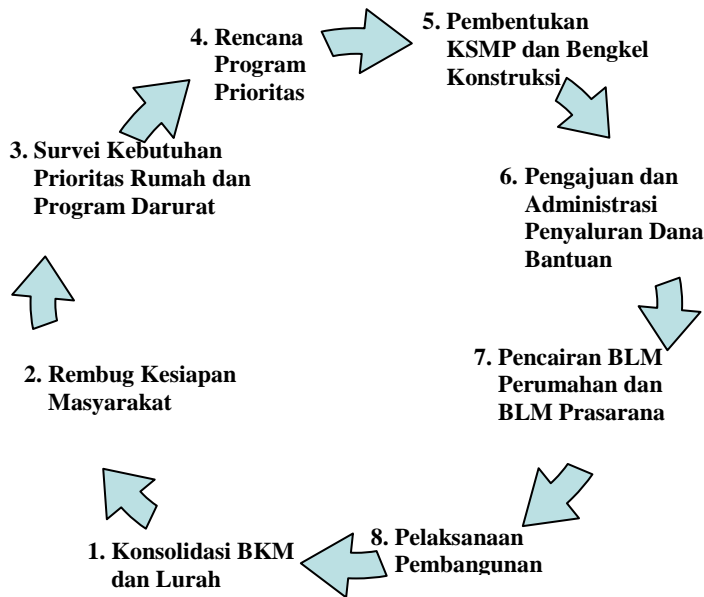 4. Rencana
Program
Prioritas
5. Pembentukan
KSMP dan Bengkel
Konstruksi
3. Survei Kebutuhan
Prioritas Rumah dan
Program Darurat
6. Pengajuan dan
Administrasi
Penyaluran Dana
Bantuan
2. Rembug Kesiapan
Masyarakat
7. Pencairan BLM
Perumahan dan
BLM Prasarana
1. Konsolidasi BKM
dan Lurah
8. Pelaksanaan
Pembangunan